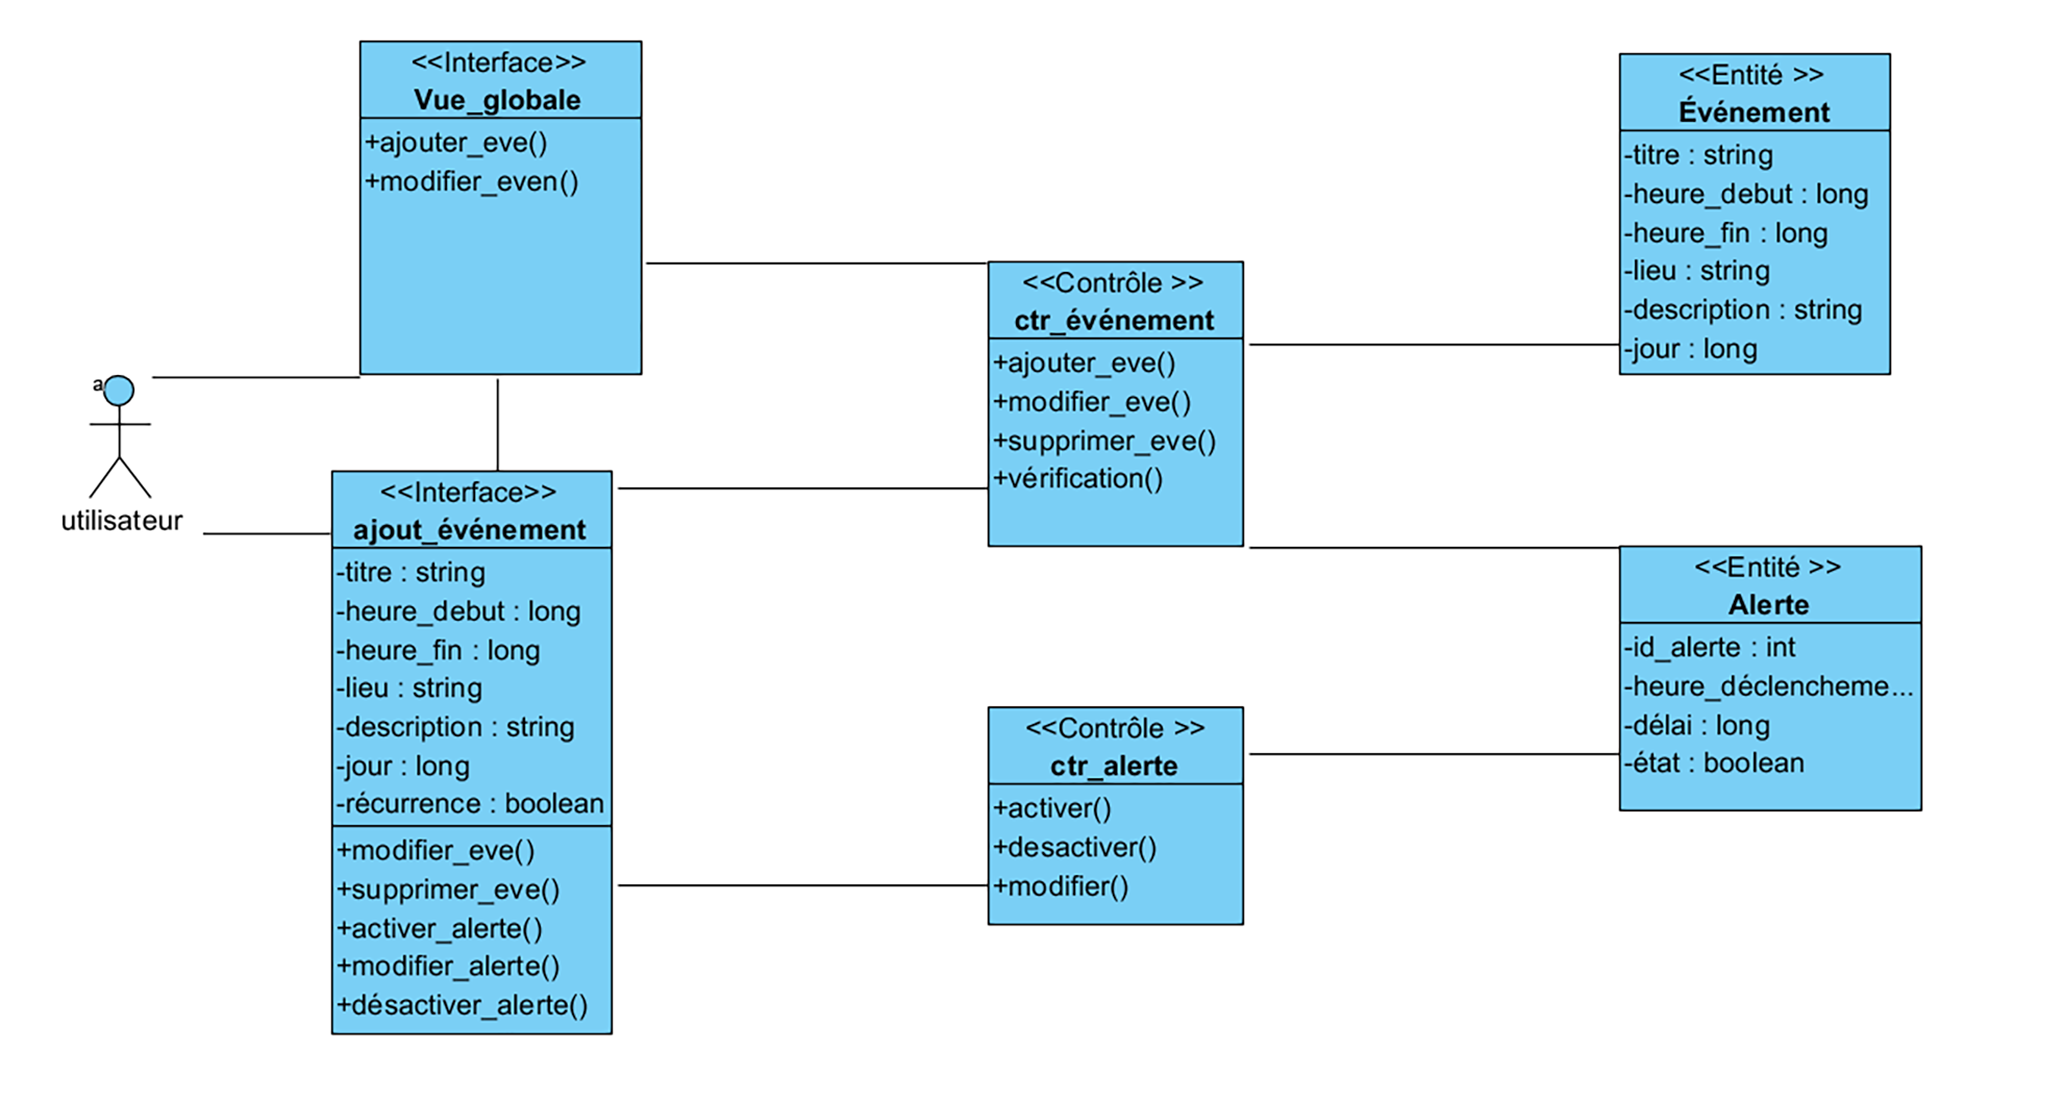 <<Interface>>
Vue_globale
+ajouter_eve()
+modifier_even()
a
utilisateur
<<Interface>>
ajout_événement
-titre : string
-heure_debut : long
-heure_fin : long
-lieu : string
-description : string
-jour : long
-récurrence : boolean
+modifier_eve()
+supprimer_eve()
+activer_alerte()
+modifier_alerte()
+désactiver_alerte()
<<Contrôle >>
ctr_événement
+ajouter_eve()
+modifier_eve()
+supprimer_eve()
+vérification()
<<Contrôle >>
ctr_alerte
+activer()
+desactiver()
+modifier()
<<Entité >>
Événement
-titre : string
-heure_debut : long
-heure_fin : long
-lieu : string
-description : string
-jour : long
<<Entité >>
Alerte
-id_alerte : int
-heure_déclencheme...
-délai : long
-état : boolean